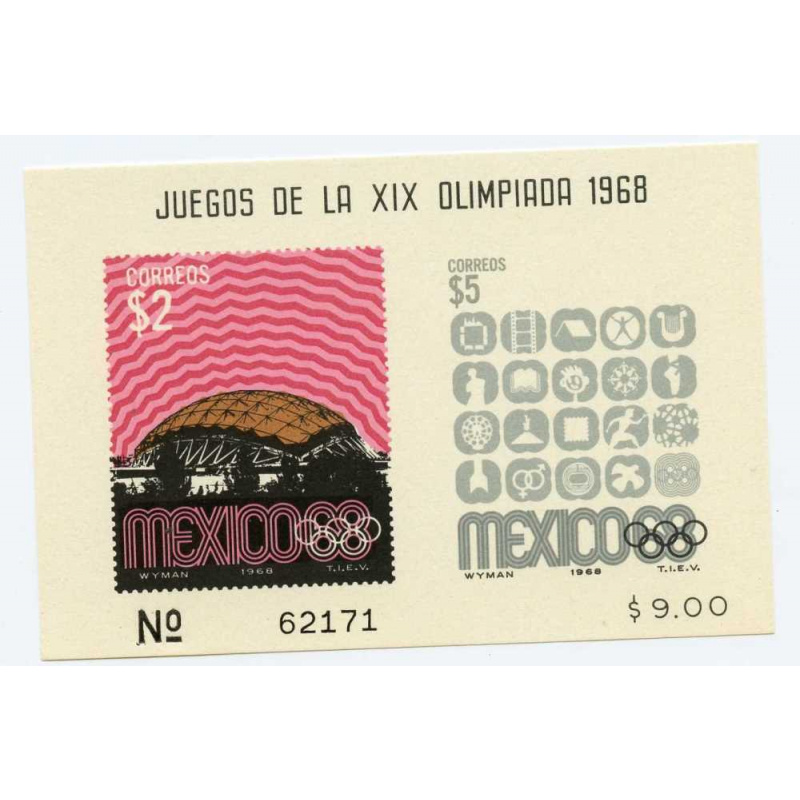 JUEGOS DE LA XIX OLIMPIADA 1968
CORREOS
$2
MEXICO68
WYMAN 1968 T.I.E.V.
CORREOS
$5
MEXICO68
WYMAN 1968 T.I.E.V.
Nº 62171
$9.00